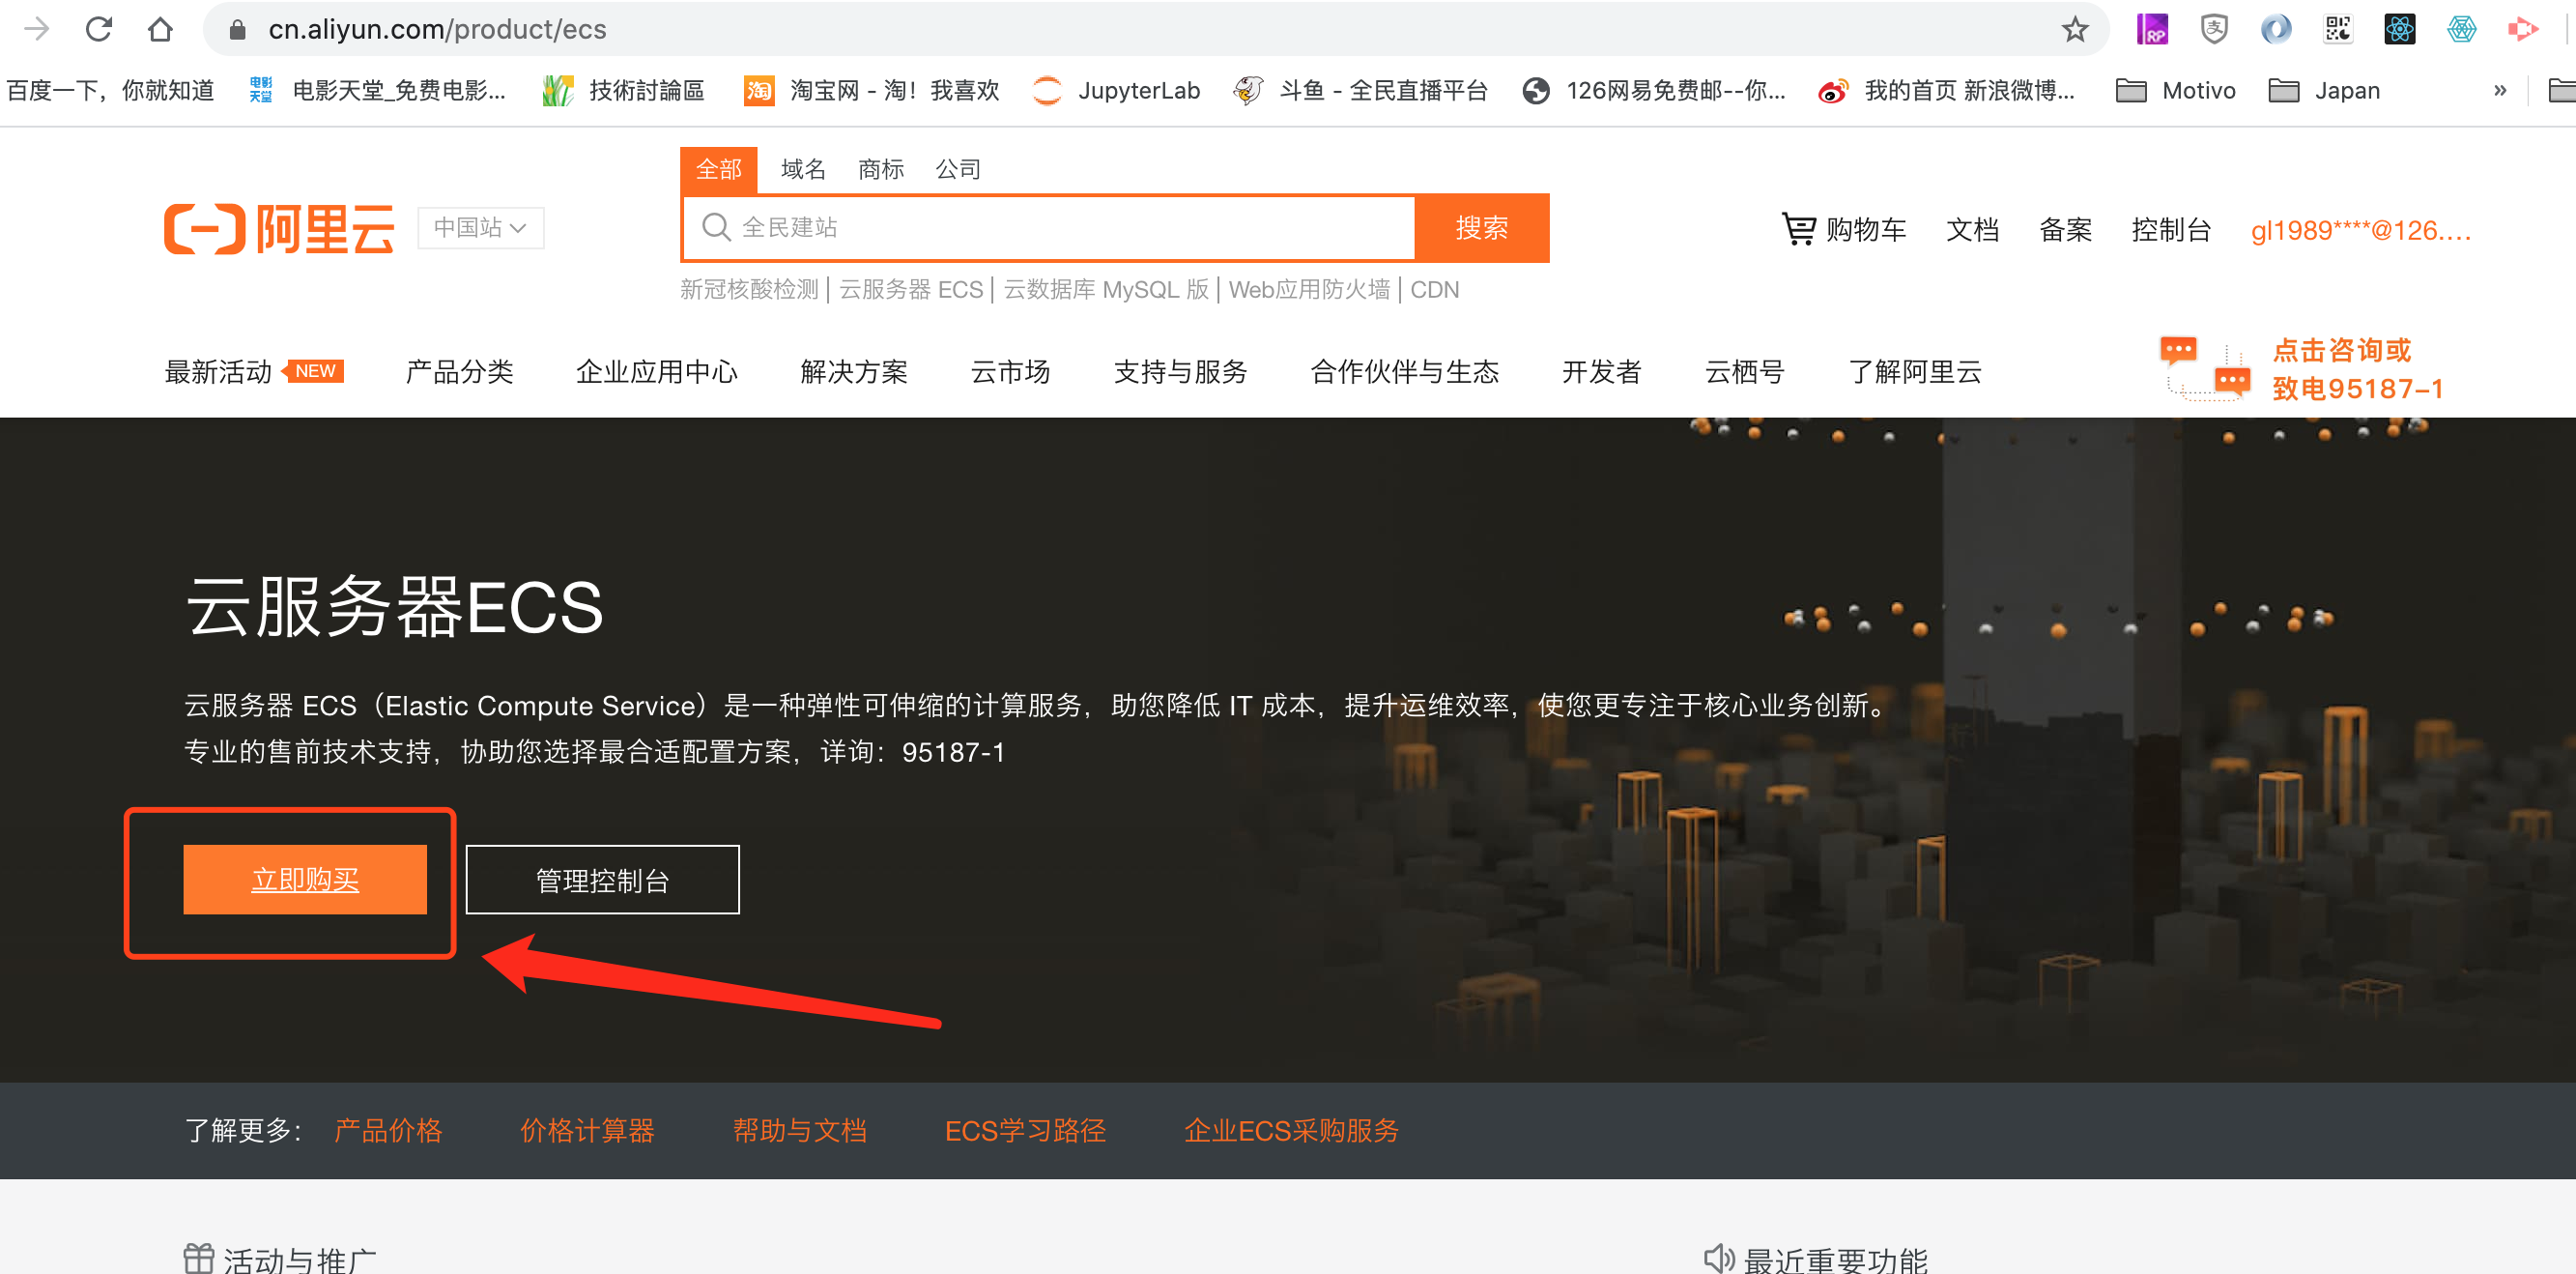 cn.aliyun.com/product/ecs
百度一下，你就知道 电影天堂 电影天堂_免费电影... 技術討論區 淘 淘宝网 - 淘！我喜欢 JupyterLab 斗鱼 - 全民直播平台 126网易免费邮--你... 我的首页 新浪微博... Motivo Japan »
全部 域名 商标 公司
阿里云 中国站 全民建站 搜索 购物车 文档 备案 控制台 gl1989****@126....
新冠核酸检测 | 云服务器 ECS | 云数据库 MySQL 版 | Web应用防火墙 | CDN
最新活动 NEW 产品分类 企业应用中心 解决方案 云市场 支持与服务 合作伙伴与生态 开发者 云栖号 了解阿里云
点击咨询或
致电95187-1
云服务器ECS
云服务器 ECS（Elastic Compute Service）是一种弹性可伸缩的计算服务，助您降低 IT 成本，提升运维效率，使您更专注于核心业务创新。
专业的售前技术支持，协助您选择最合适配置方案，详询：95187-1
立即购买 管理控制台
了解更多： 产品价格 价格计算器 帮助与文档 ECS学习路径 企业ECS采购服务
活动与推广 最近重要功能